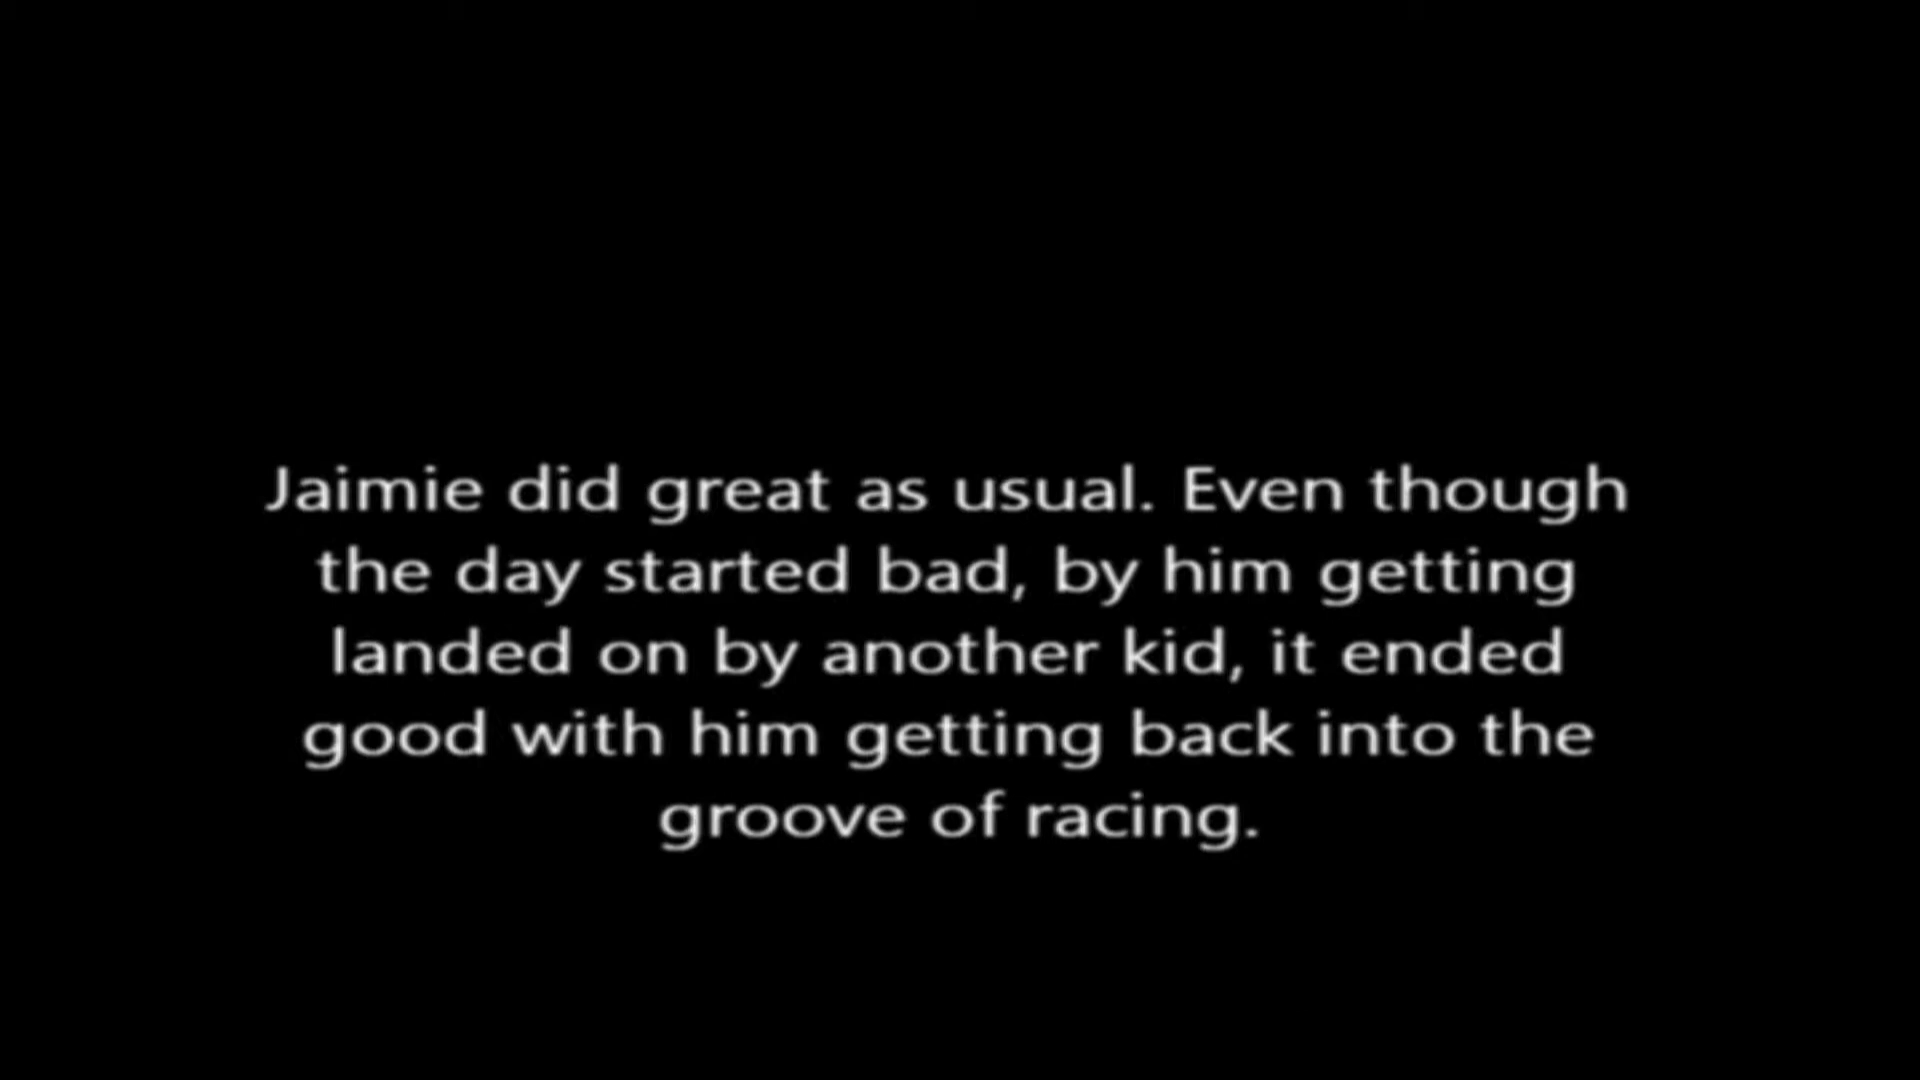 Jaimie did great as usual. Even though
the day started bad, by him getting
landed on by another kid, it ended
good with him getting back into the
groove of racing.